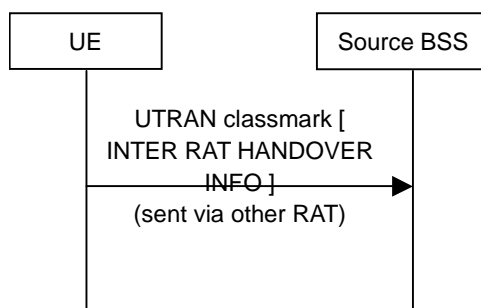 UE
Source BSS
UTRAN classmark [
INTER RAT HANDOVER
INFO ]
(sent via other RAT)